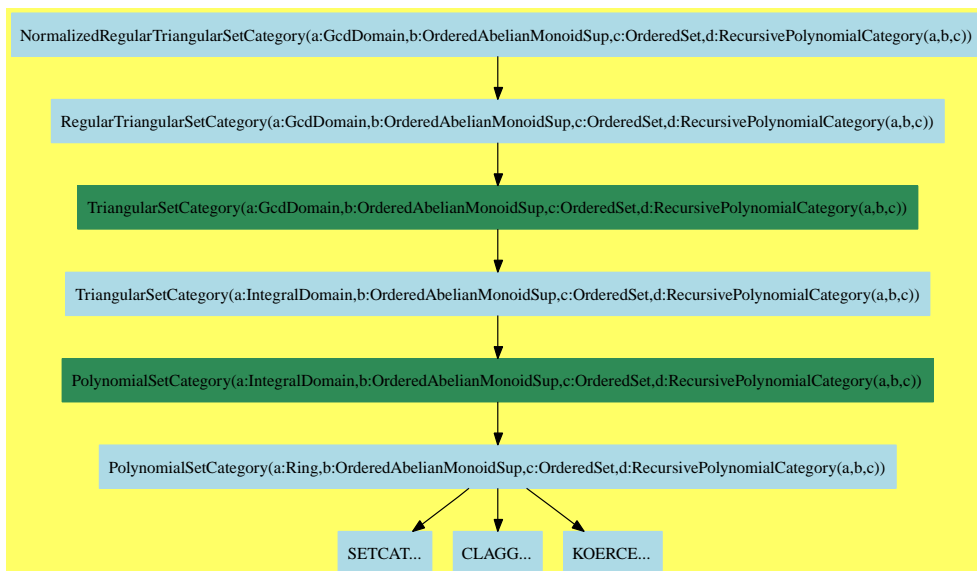 NormalizedRegularTriangularSetCategory(a:GcdDomain,b:OrderedAbelianMonoidSup,c:OrderedSet,d:RecursivePolynomialCategory(a,b,c))
RegularTriangularSetCategory(a:GcdDomain,b:OrderedAbelianMonoidSup,c:OrderedSet,d:RecursivePolynomialCategory(a,b,c))
TriangularSetCategory(a:GcdDomain,b:OrderedAbelianMonoidSup,c:OrderedSet,d:RecursivePolynomialCategory(a,b,c))
TriangularSetCategory(a:IntegralDomain,b:OrderedAbelianMonoidSup,c:OrderedSet,d:RecursivePolynomialCategory(a,b,c))
PolynomialSetCategory(a:IntegralDomain,b:OrderedAbelianMonoidSup,c:OrderedSet,d:RecursivePolynomialCategory(a,b,c))
PolynomialSetCategory(a:Ring,b:OrderedAbelianMonoidSup,c:OrderedSet,d:RecursivePolynomialCategory(a,b,c))
SETCAT... CLAGG... KOERCE...